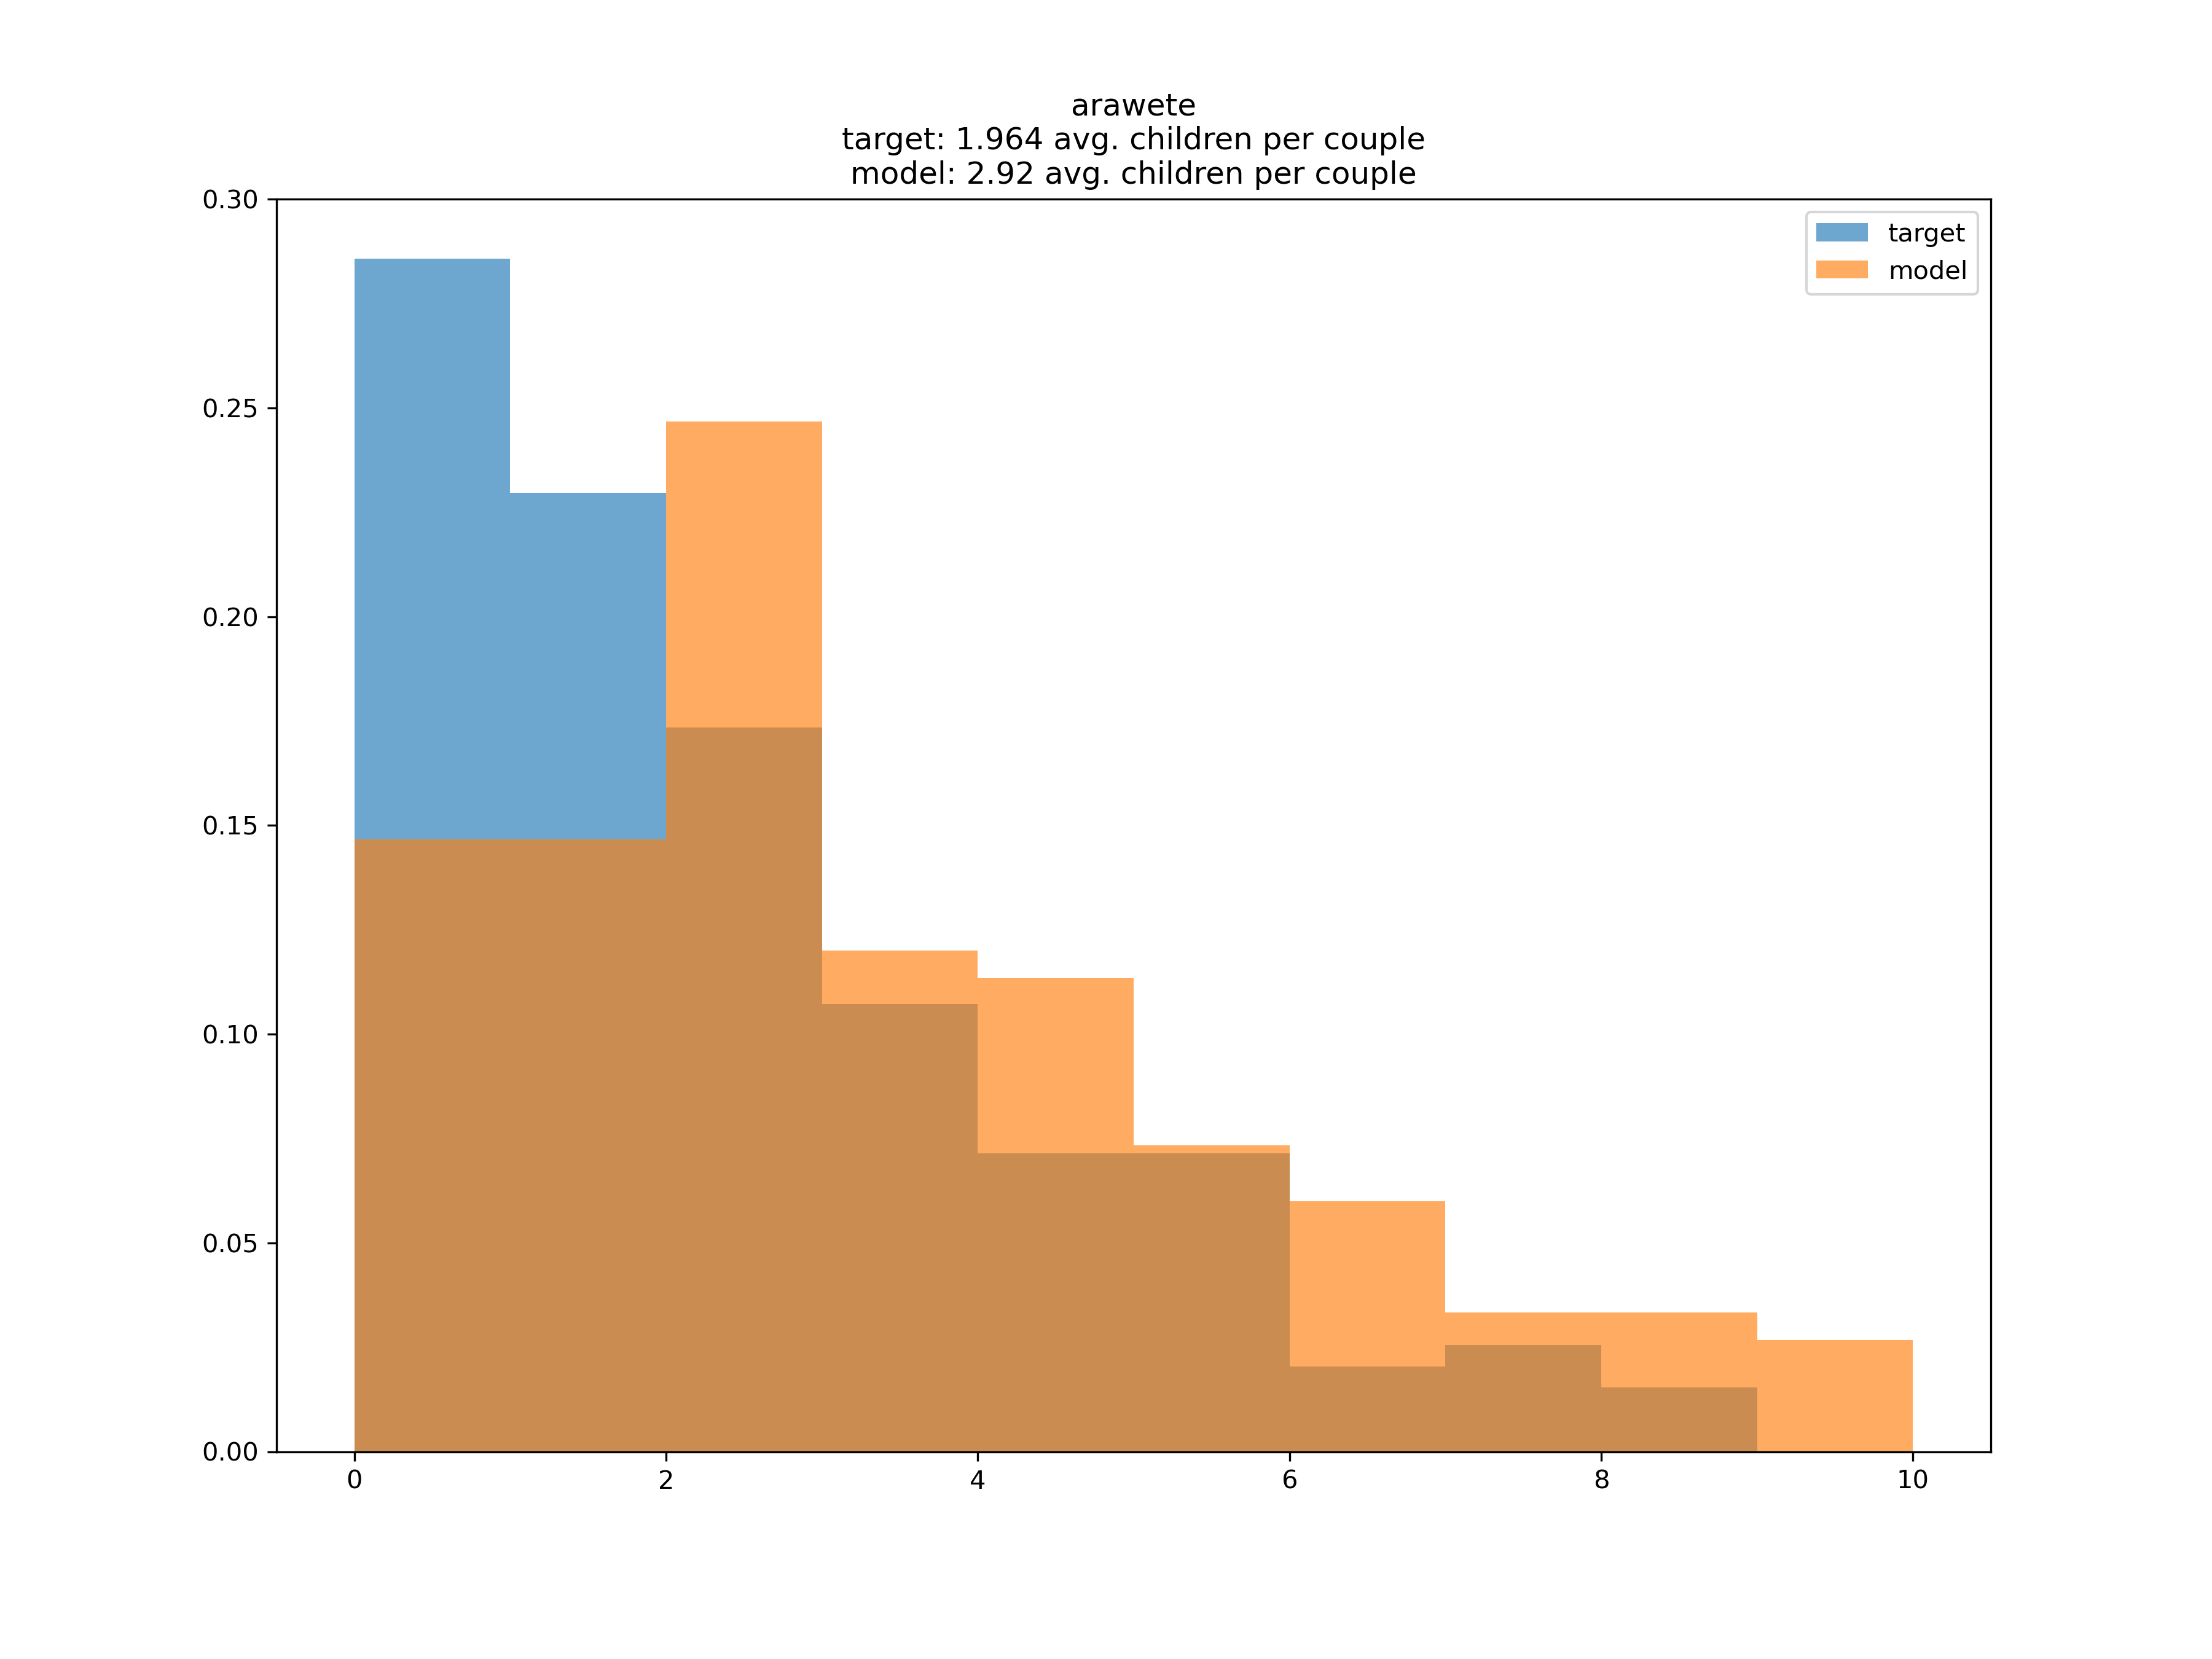 arawete
target: 1.964 avg. children per couple
model: 2.92 avg. children per couple
target
model
0.30
0.25
0.20
0.15
0.10
0.05
0.00
0 2 4 6 8 10